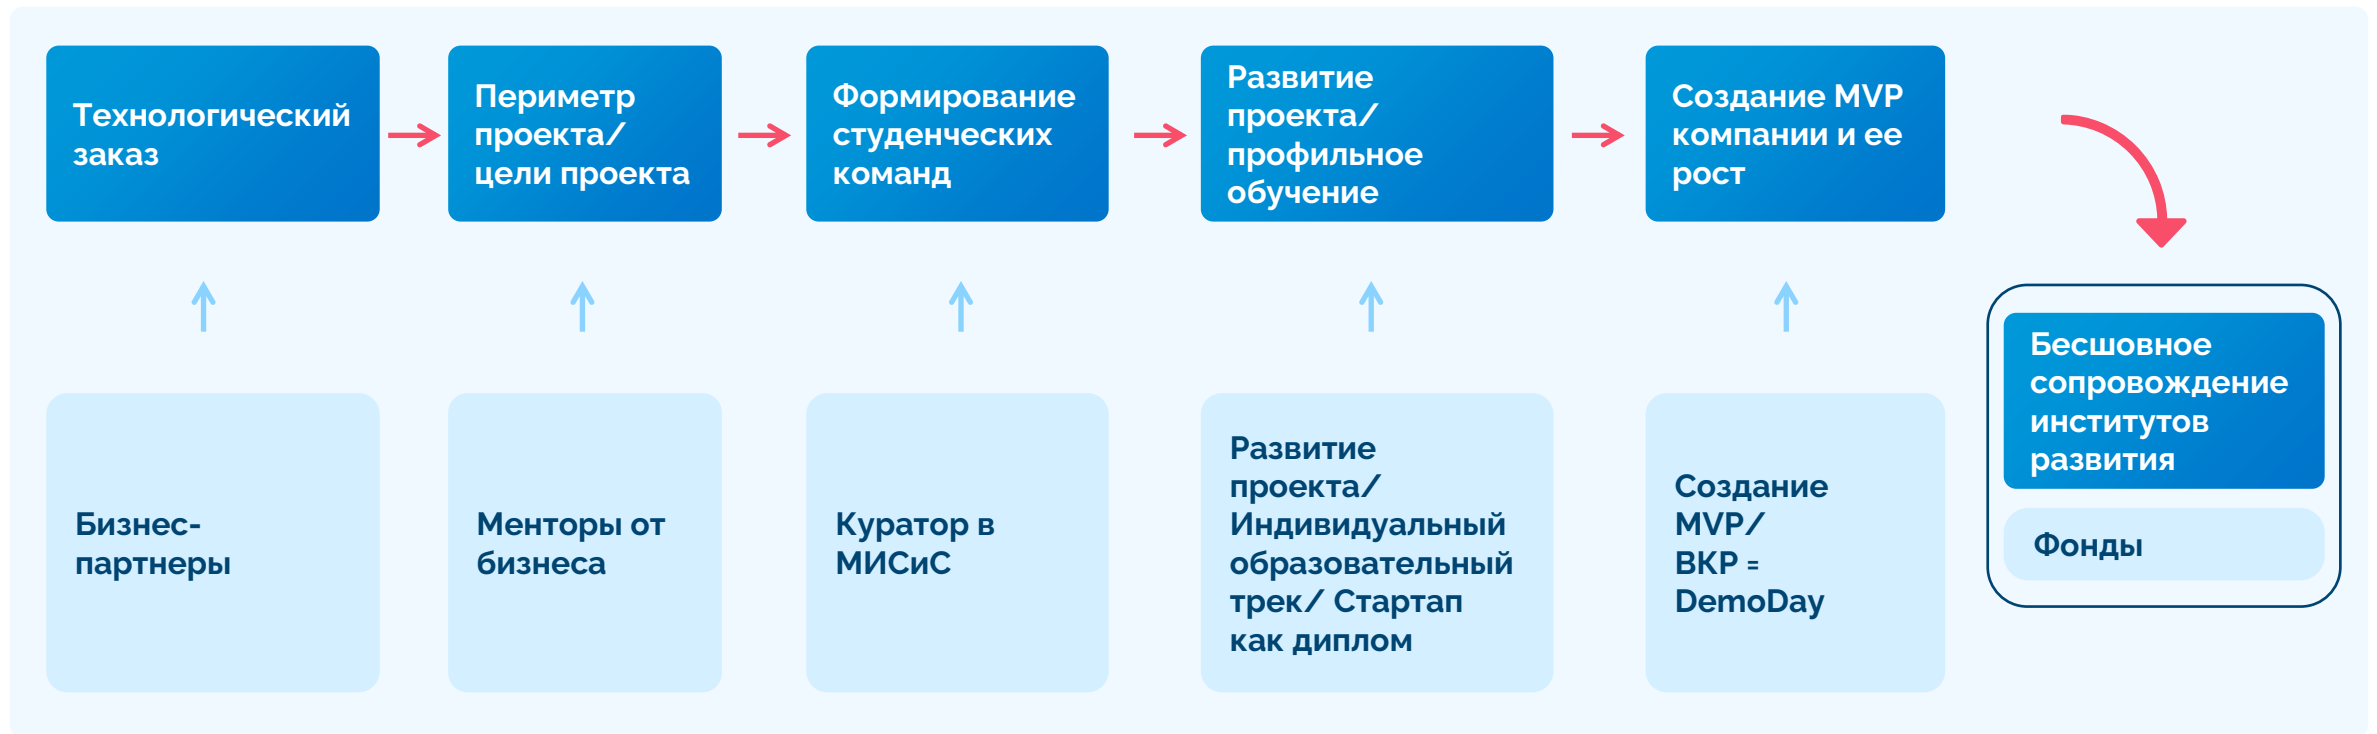 Технологический
заказ
Периметр
проекта/
цели проекта
Формирование
студенческих
команд
Развитие
проекта/
профильное
обучение
Создание MVP
компании и ее
рост
Бесшовное
сопровождение
институтов
развития
Фонды
Бизнес-
партнеры
Менторы от
бизнеса
Куратор в
МИСиС
Развитие
проекта/
Индивидуальный
образовательный
трек/ Стартап
как диплом
Создание
MVP/
ВКР =
DemoDay